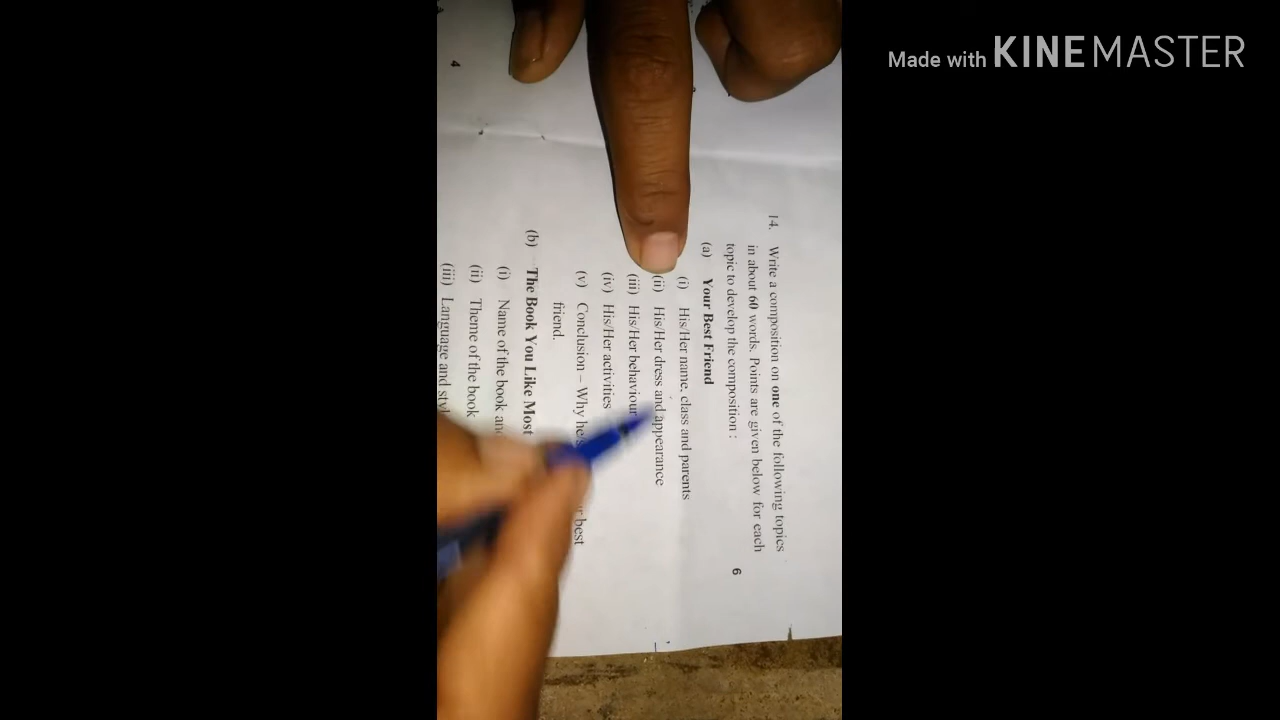 Made with KINEMASTER
14. Write a composition on one of the following topics
in about 60 words. Points are given below for each
topic to develop the composition : 6
(a) Your Best Friend
(i) His/Her name, class and parents
(ii) His/Her dress and appearance
(iii) His/Her behaviour
(iv) His/Her activities
(v) Conclusion – Why best
friend.
(b) The Book You Like Most
(i) Name of the book
(ii) Theme of the book
(iii) Language and
4